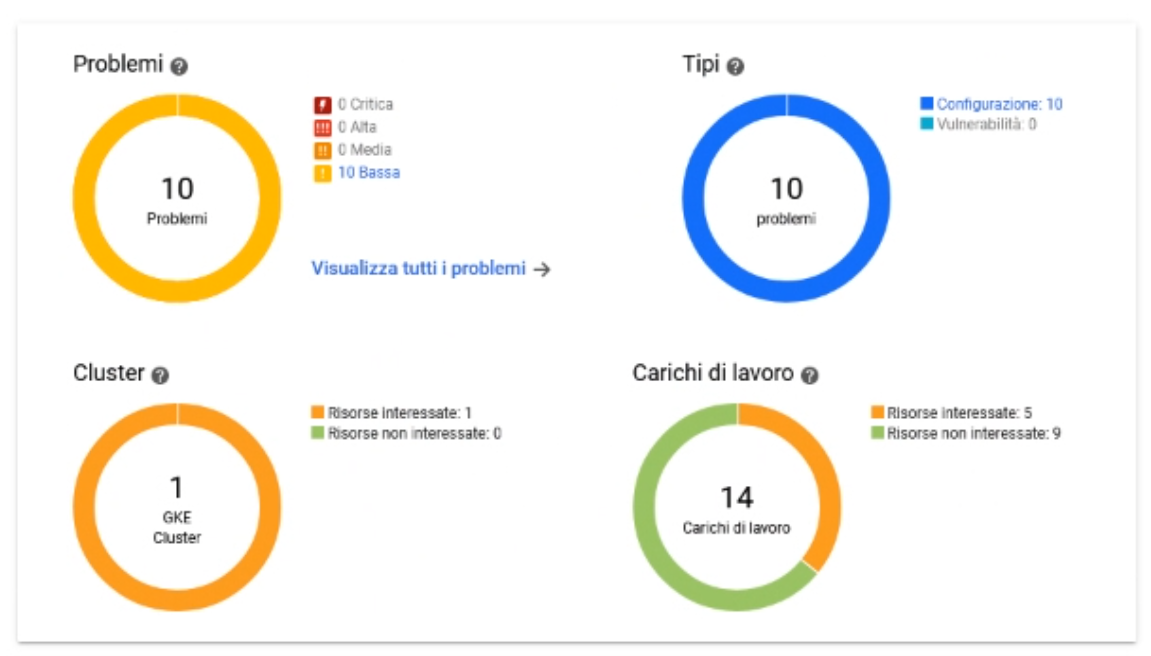 Problemi
10
Problemi
0 Critica
0 Alta
0 Media
10 Bassa
Visualizza tutti i problemi →
Tipi
10
problemi
Configurazione: 10
Vulnerabilità: 0
Cluster
1
GKE
Cluster
Risorse interessate: 1
Risorse non interessate: 0
Carichi di lavoro
14
Carichi di lavoro
Risorse interessate: 5
Risorse non interessate: 9